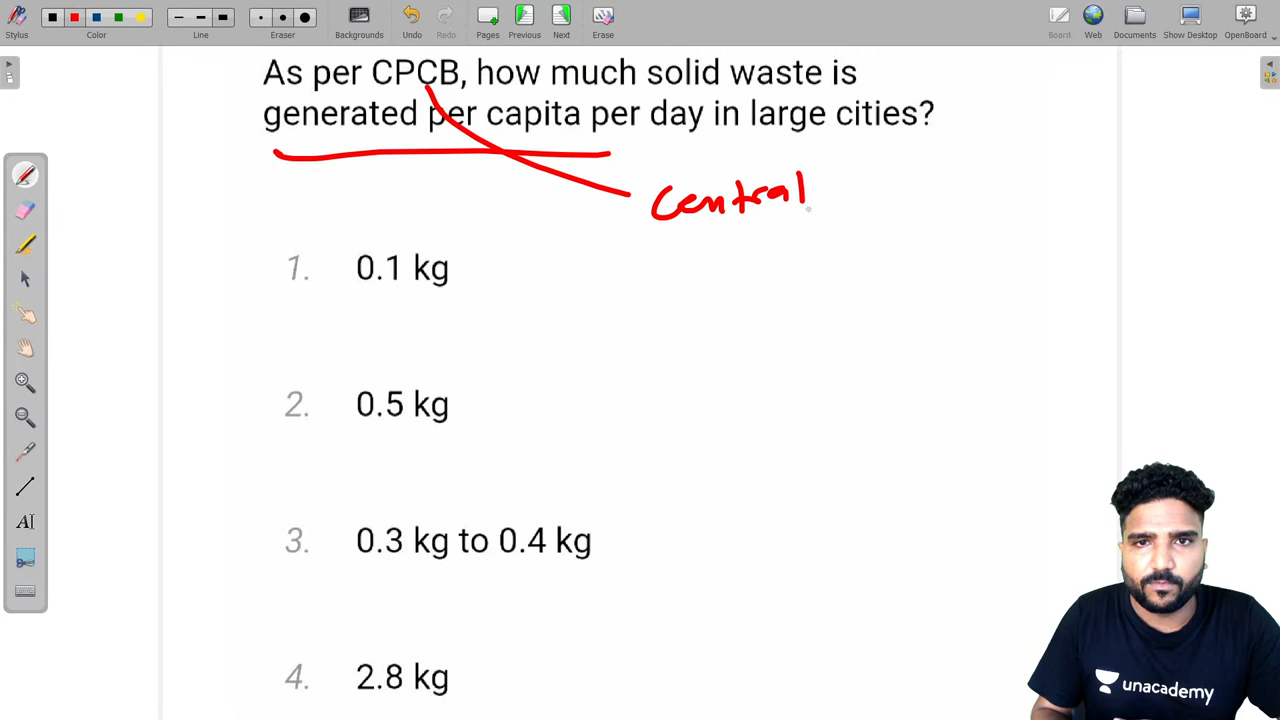 Stylus
Color
Line
Eraser
Backgrounds
Undo
Redo
Pages
Previous
Next
Erase
Board
Web
Documents
Show Desktop
OpenBoard
As per CPCB, how much solid waste is
generated per capita per day in large cities?
Central
1. 0.1 kg
2. 0.5 kg
3. 0.3 kg to 0.4 kg
4. 2.8 kg
AI
unacademy